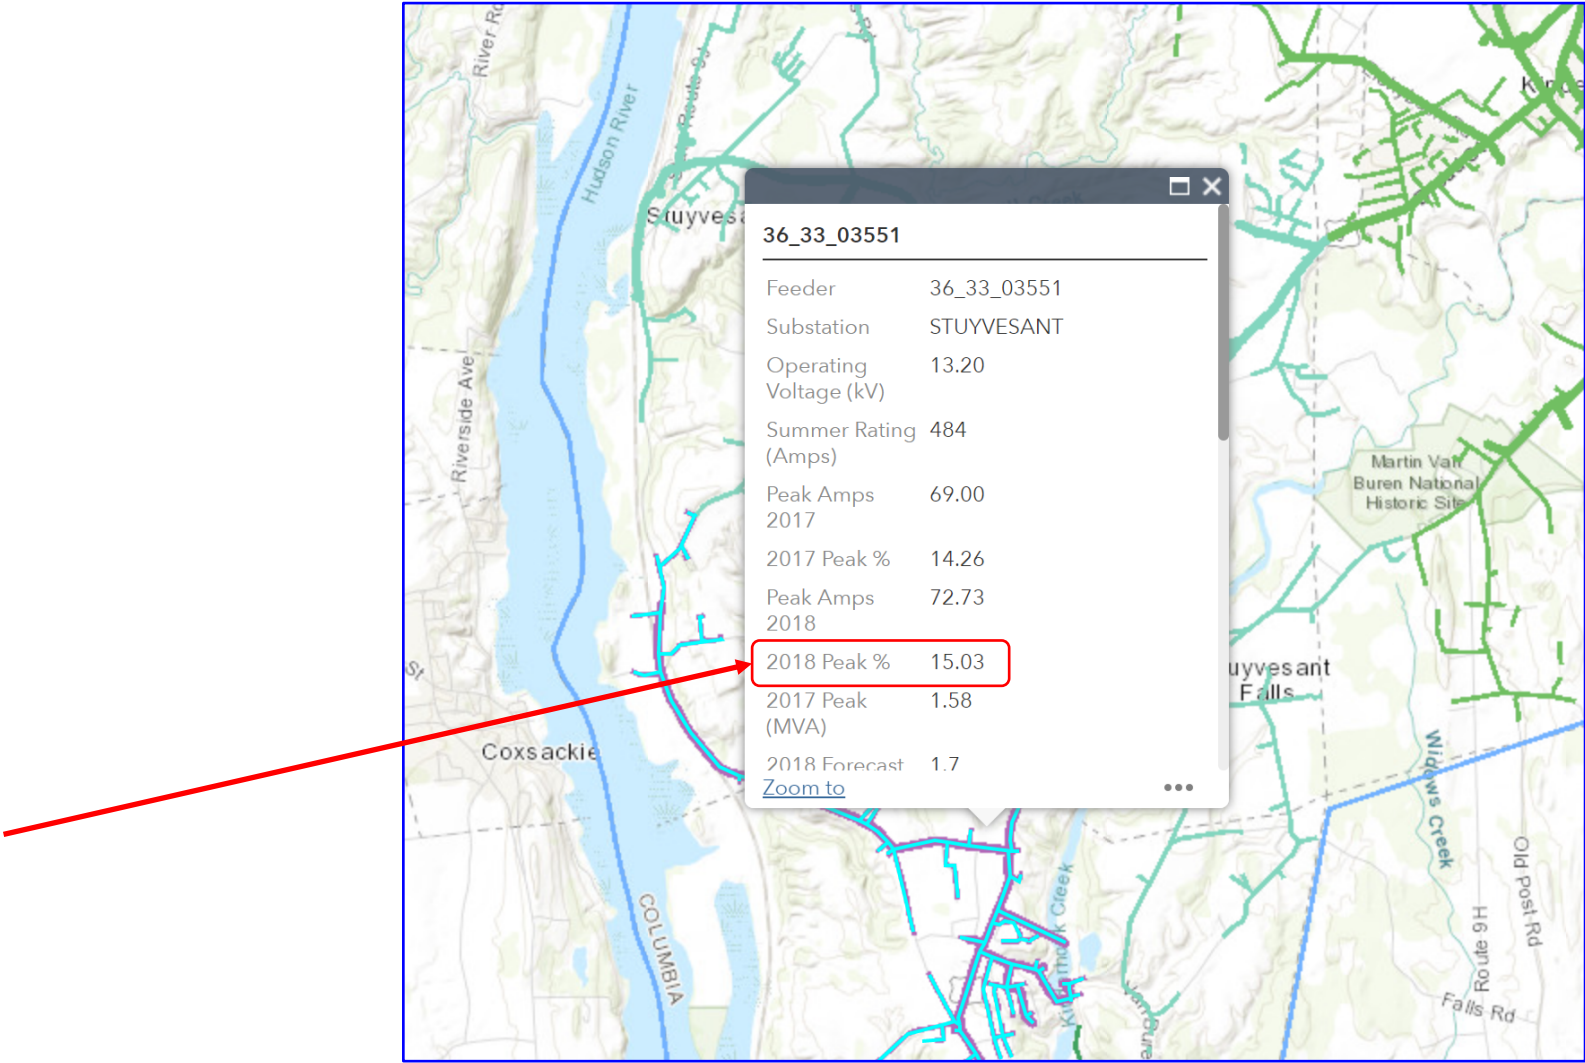 River Rd
Route 9J
Rd
Hudson River
Stuyvesa
Kinde
36_33_03551
Feeder 36_33_03551
Substation STUYVESANT
Operating 13.20
Voltage (kV)
Summer Rating 484
(Amps)
Peak Amps 69.00
2017
2017 Peak % 14.26
Peak Amps 72.73
2018
2018 Peak % 15.03
2017 Peak 1.58
(MVA)
2018 Forecast 1.7
Zoom to
Riverside Ave
Martin Van
Buren National
Historic Site
St
uyvesant
Falls
Coxsackie
Widows Creek
COLUMBIA
Creek
Old Post Rd
Route 9H
Falls Rd